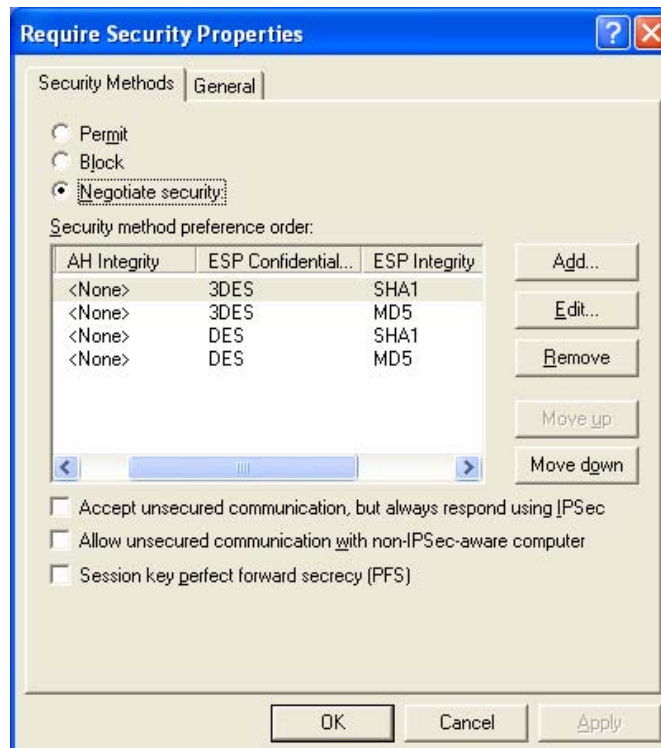 Require Security Properties
Security Methods General
Permit
Block
Negotiate security:
Security method preference order:
AH Integrity ESP Confidential... ESP Integrity
<None> 3DES SHA1
<None> 3DES MD5
<None> DES SHA1
<None> DES MD5
Add...
Edit...
Remove
Move up
Move down
Accept unsecured communication, but always respond using IPSec
Allow unsecured communication with non-IPSec-aware computer
Session key perfect forward secrecy (PFS)
OK Cancel Apply